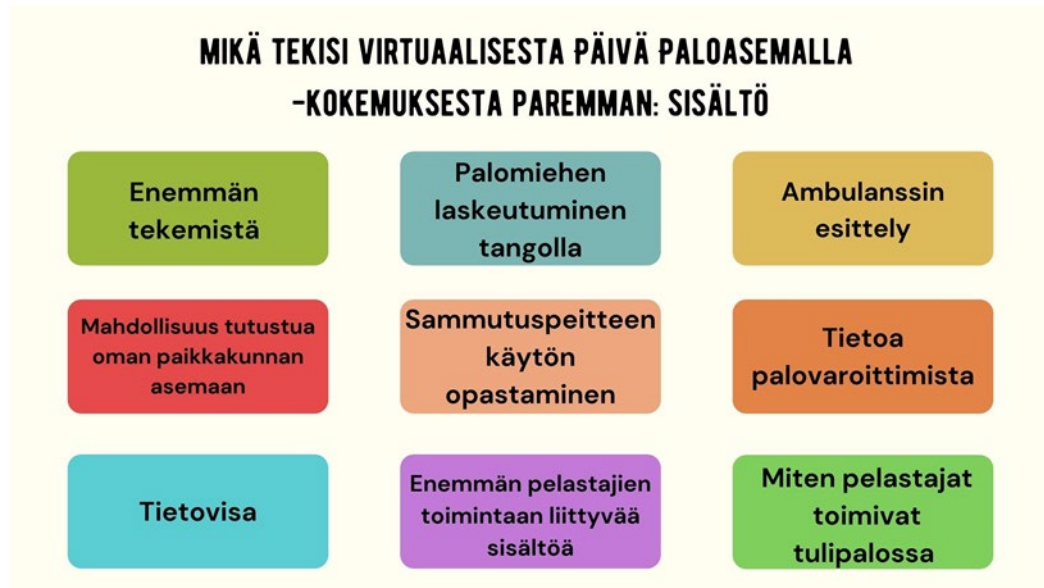 MIKÄ TEKISI VIRTUAALISESTA PÄIVÄ PALOASEMALLA
-KOKEMUKSESTA PAREMMAN: SISÄLTÖ
Enemmän
tekemistä
Palomiehen
laskeutuminen
tangolla
Ambulanssin
esittely
Mahdollisuus tutustua
oman paikkakunnan
asemaan
Sammutuspeitteen
käytön
opastaminen
Tietoa
palovaroittimista
Tietovisa
Enemmän pelastajien
toimintaan liittyvää
sisältöä
Miten pelastajat
toimivat
tulipalossa